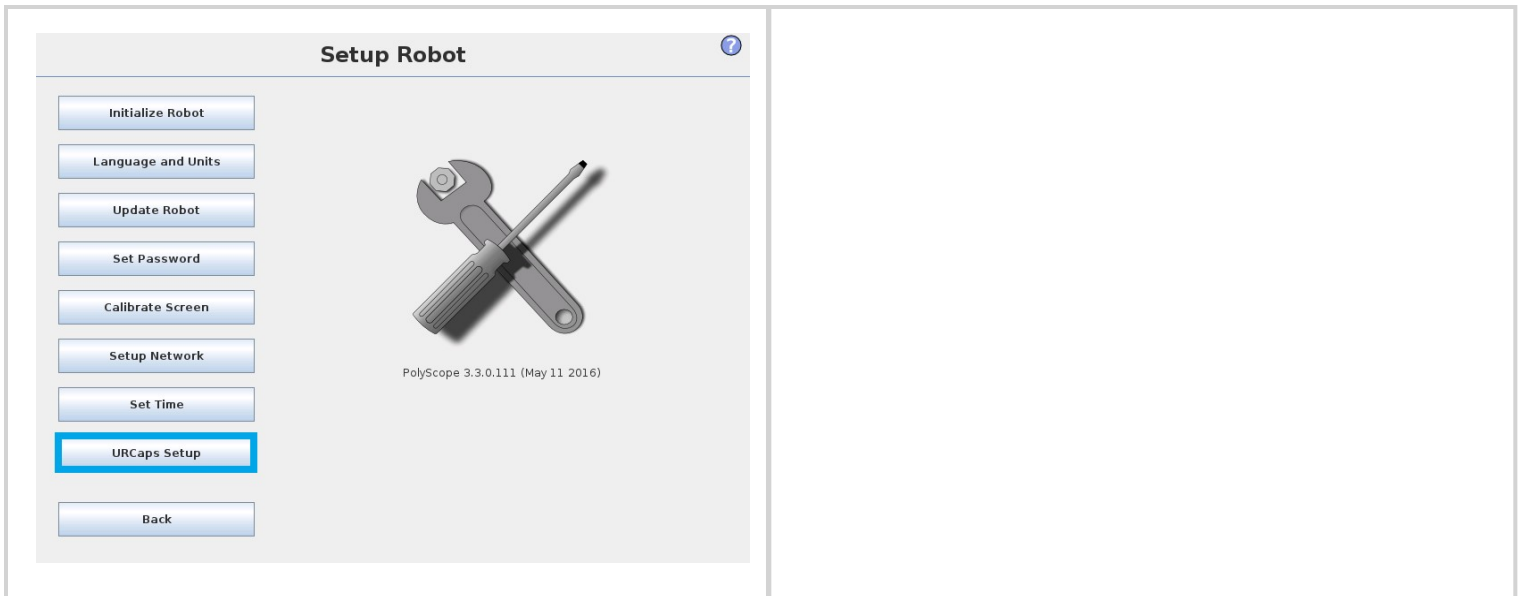 Setup Robot
?
Initialize Robot
Language and Units
Update Robot
Set Password
Calibrate Screen
Setup Network
Set Time
URCaps Setup
Back
PolyScope 3.3.0.111 (May 11 2016)